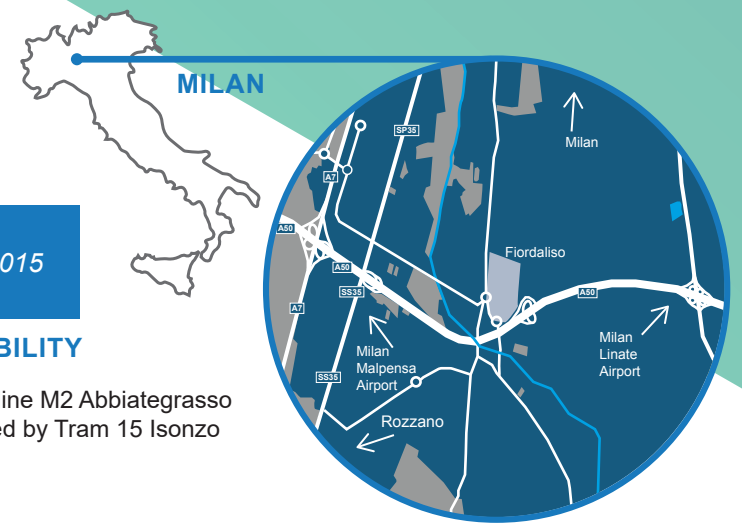 MILAN
SP35
Milan
A7
A50
Fiordaliso
A50
SS35
A50
A7
Milan
Malpensa
Airport
Milan
Linate
Airport
SS35
Rozzano
015
BILITY
ine M2 Abbiategrasso
ed by Tram 15 Isonzo